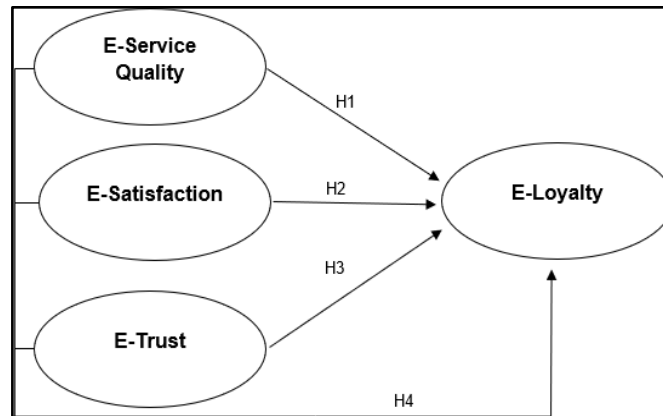 E-Service
Quality
H1
E-Satisfaction
H2
E-Loyalty
H3
E-Trust
H4